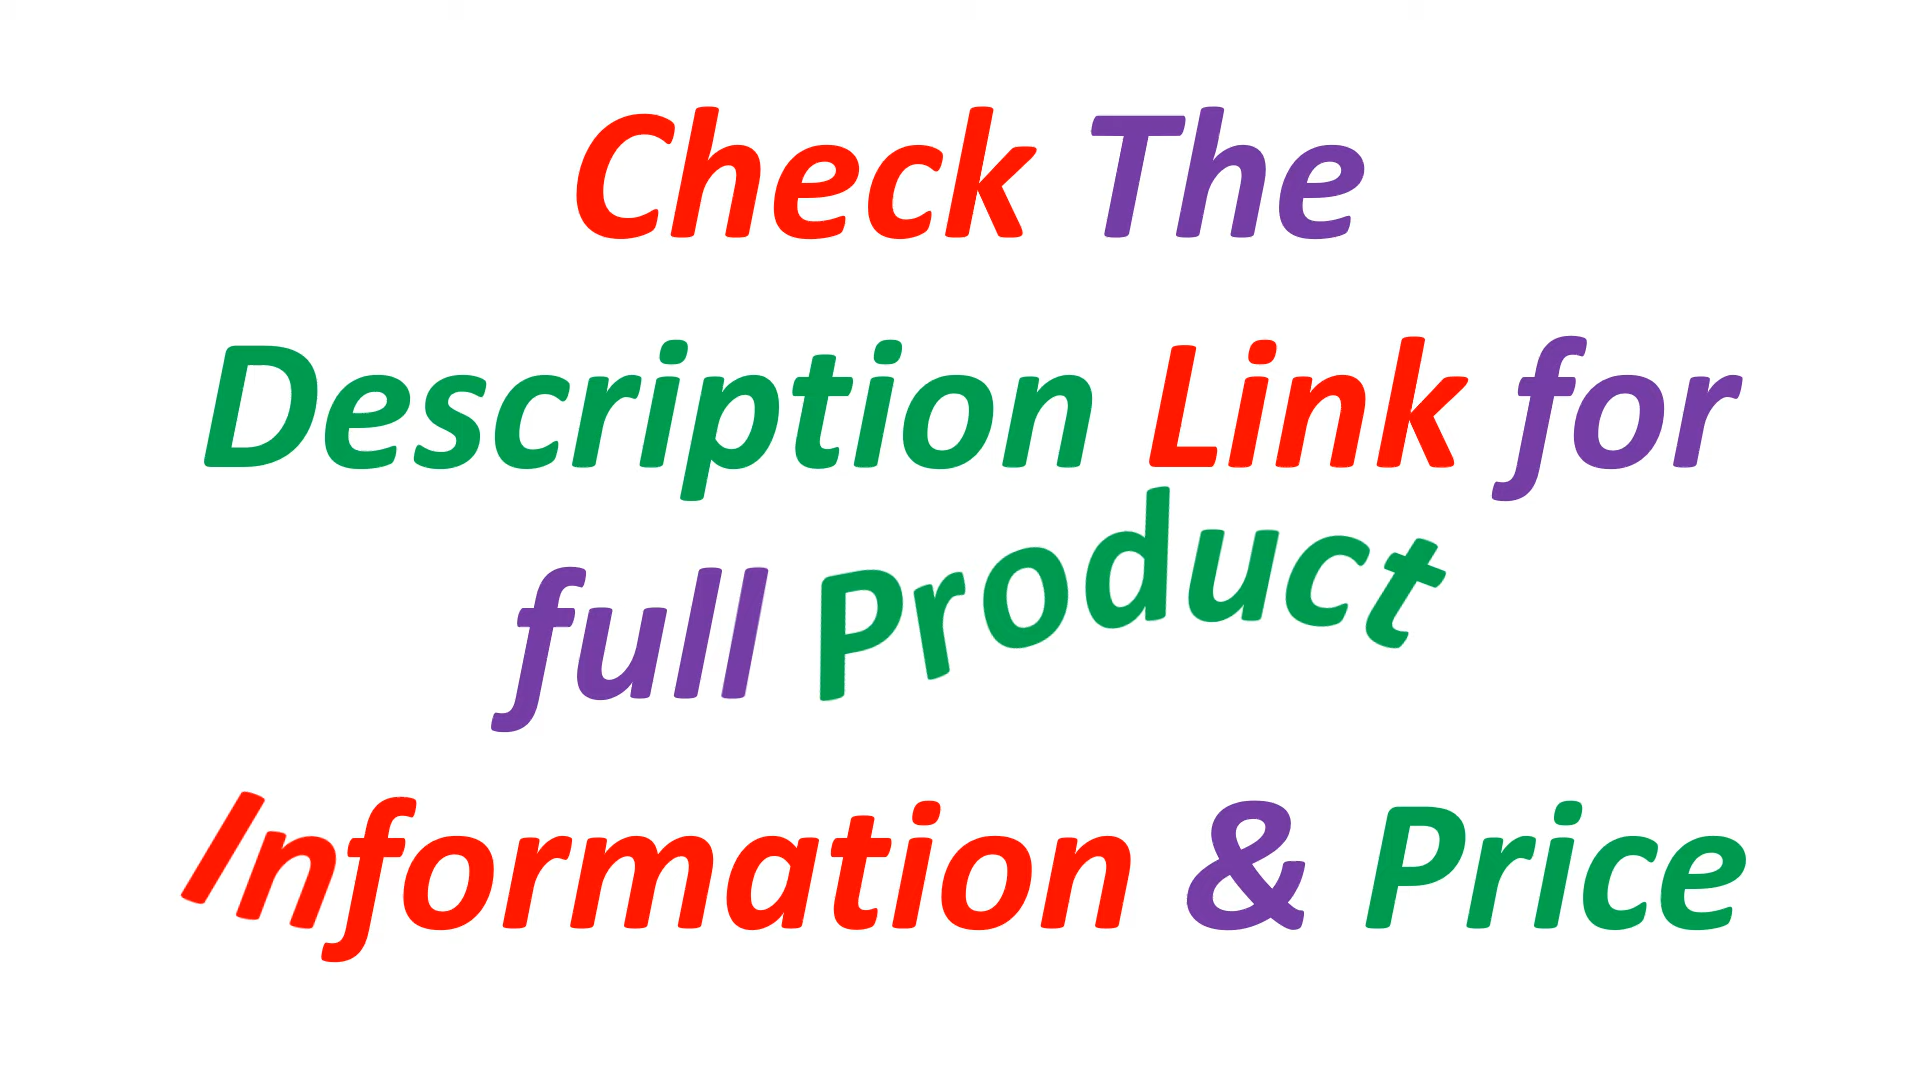 Check The
Description Link for
full Product
Information & Price